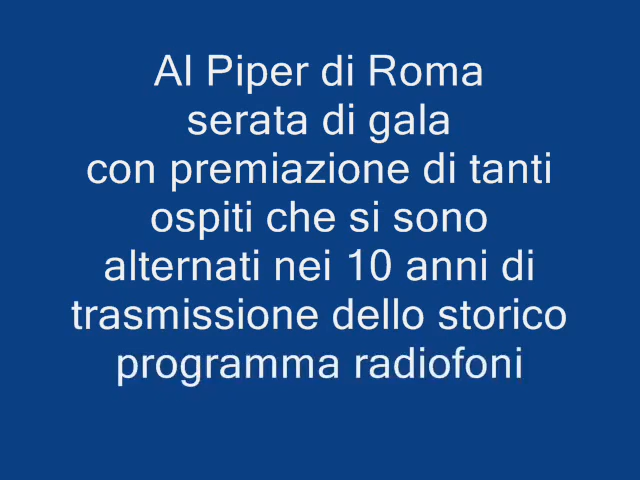 Al Piper di Roma
serata di gala
con premiazione di tanti
ospiti che si sono
alternati nei 10 anni di
trasmissione dello storico
programma radiofoni